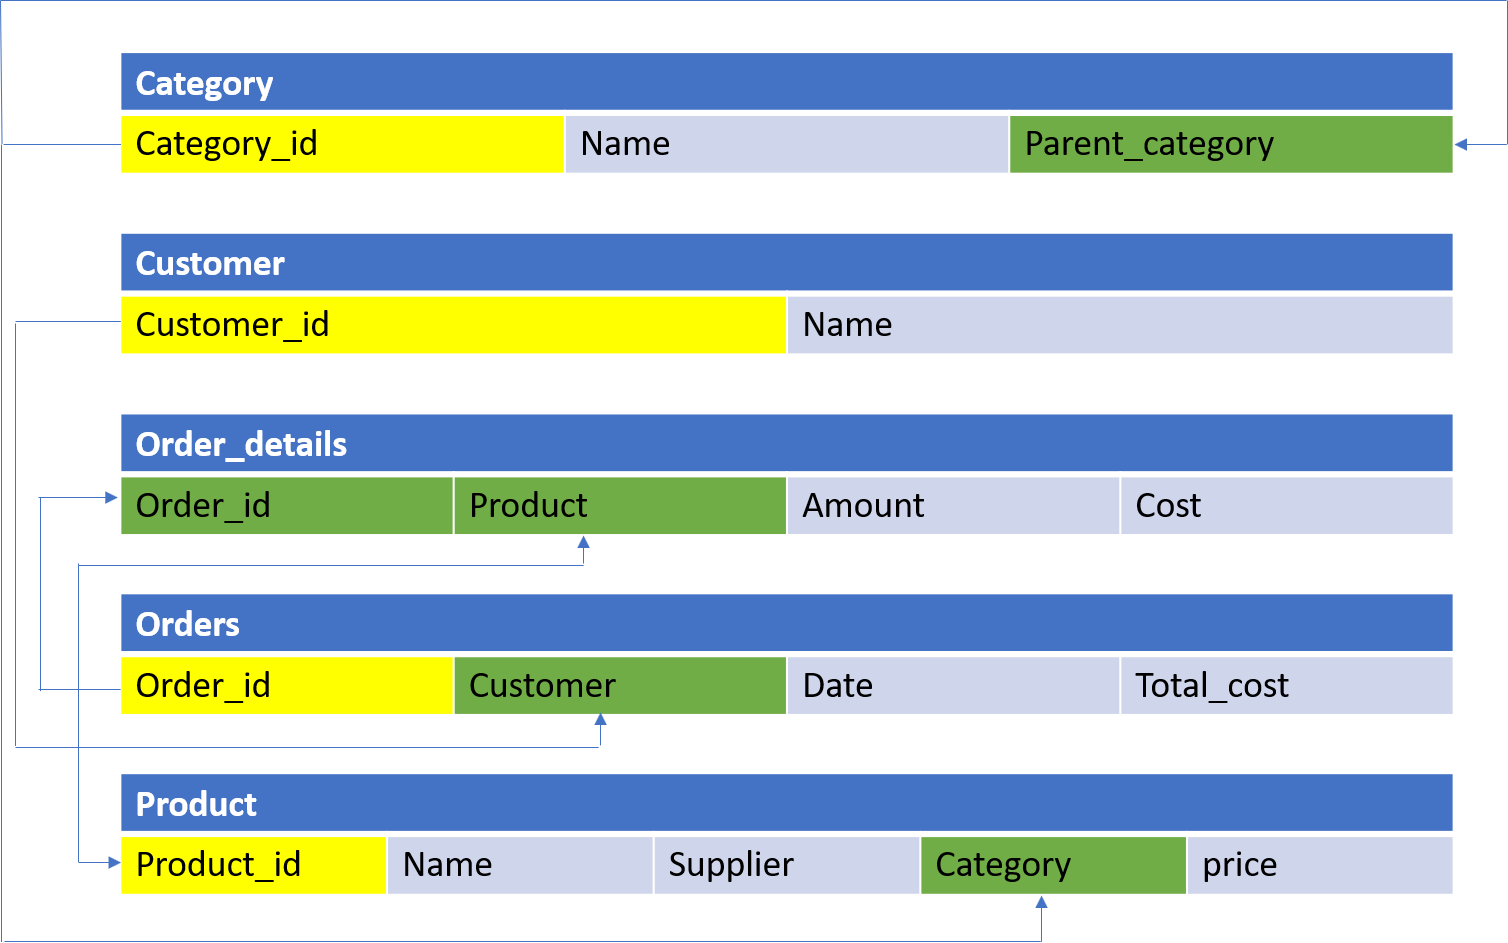 Category
Category_id Name Parent_category
Customer
Customer_id Name
Order_details
Order_id Product Amount Cost
Orders
Order_id Customer Date Total_cost
Product
Product_id Name Supplier Category price